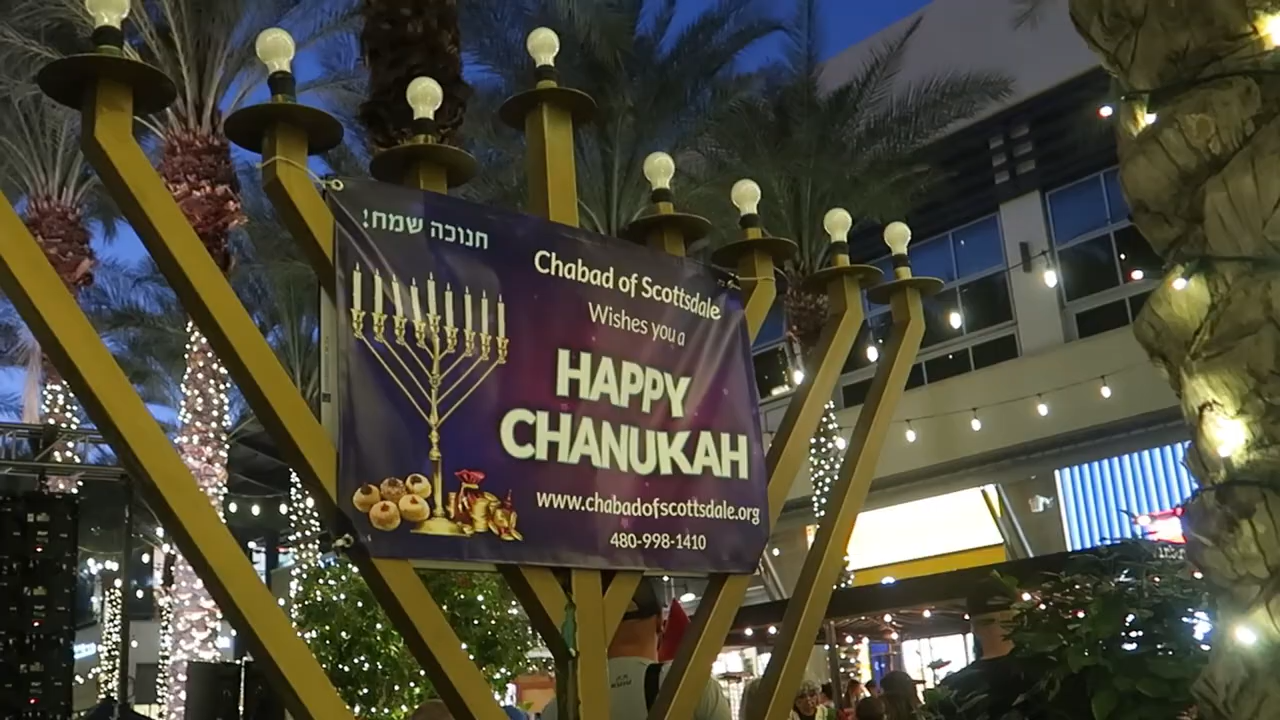 חנוכה שמח!
Chabad of Scottsdale
Wishes you a
HAPPY
CHANUKAH
www.chabadofscottsdale.org
480-998-1410